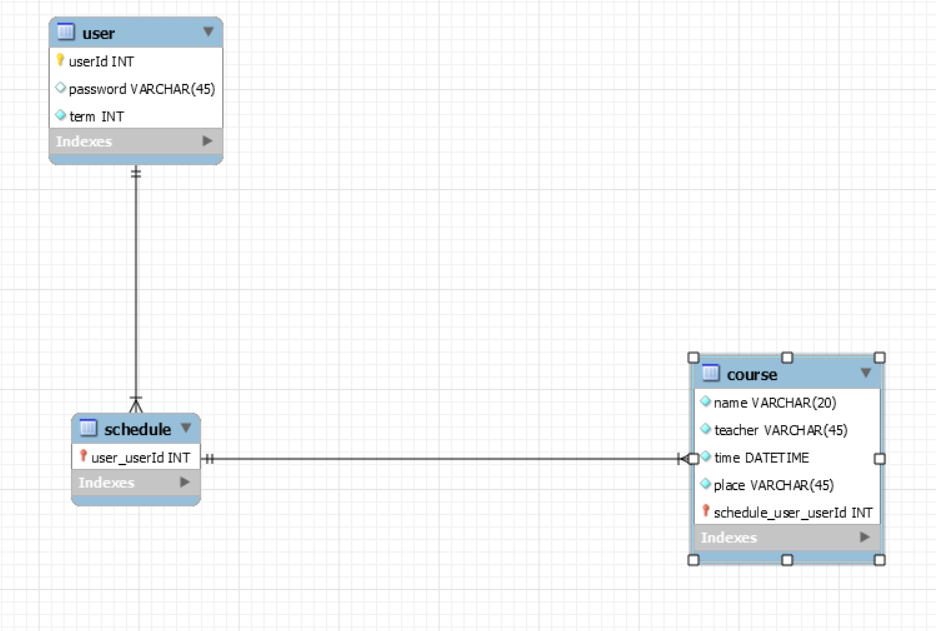 user
userId INT
password VARCHAR(45)
term INT
Indexes
schedule
user_userId INT
Indexes
course
name VARCHAR(20)
teacher VARCHAR(45)
time DATETIME
place VARCHAR(45)
schedule_user_userId INT
Indexes